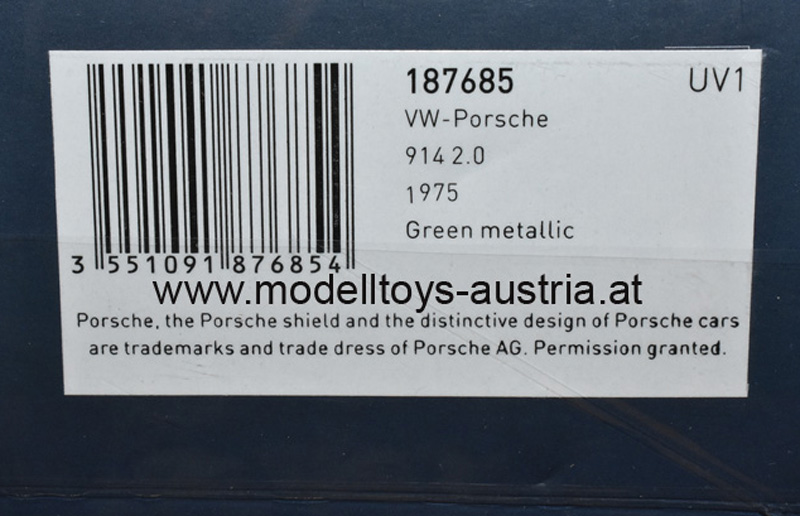 187685 UV1
VW-Porsche
914 2.0
1975
Green metallic
3 551091 876854
www.modelltoys-austria.at
Porsche, the Porsche shield and the distinctive design of Porsche cars
are trademarks and trade dress of Porsche AG. Permission granted.